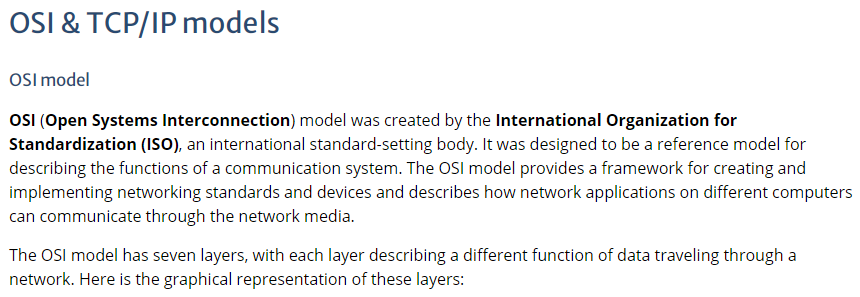 OSI & TCP/IP models
OSI model
OSI (Open Systems Interconnection) model was created by the International Organization for
Standardization (ISO), an international standard-setting body. It was designed to be a reference model for
describing the functions of a communication system. The OSI model provides a framework for creating and
implementing networking standards and devices and describes how network applications on different computers
can communicate through the network media.
The OSI model has seven layers, with each layer describing a different function of data traveling through a
network. Here is the graphical representation of these layers: